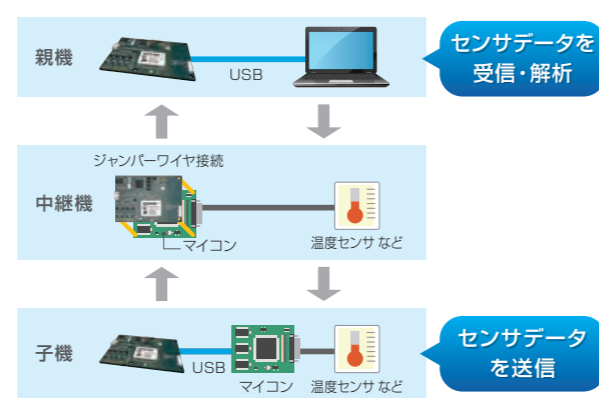 親機
USB
センサデータを
受信・解析
ジャンパーワイヤ接続
中継機
マイコン
温度センサ など
子機
USB
マイコン
温度センサ など
センサデータ
を送信